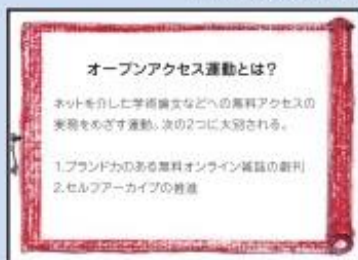 オープンアクセス運動とは?
ネットを介した学術論文などへの無料アクセスの
実現をめざす運動。次の2つに大別される。
1.ブランド力のある無料オンライン雑誌の創刊
2.セルフアーカイブの推進